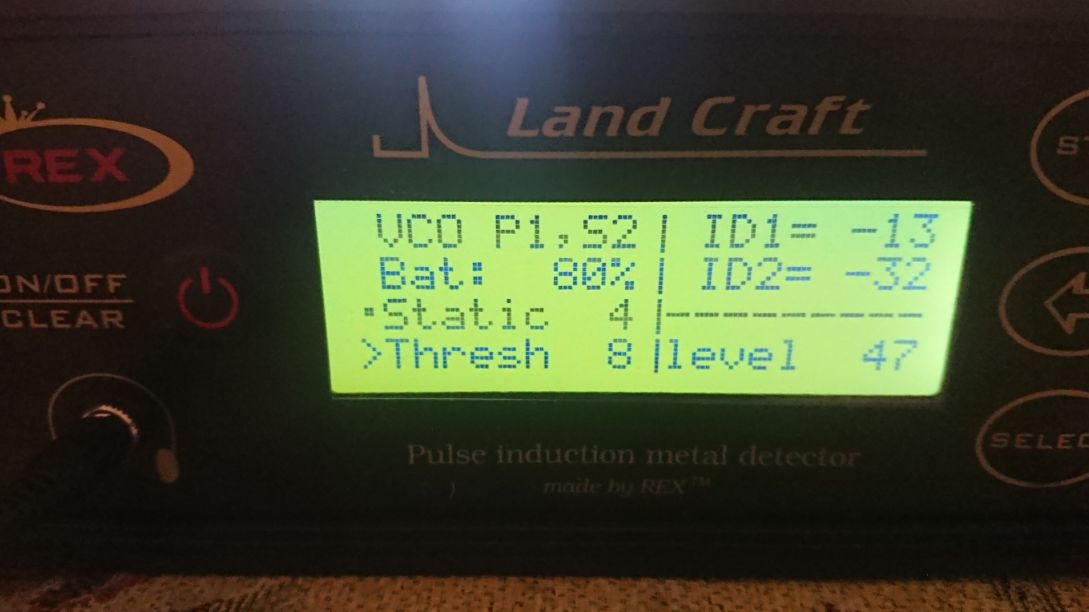 Land Craft
REX
VCO P1,S2 | ID1= -13
Bat: 80% | ID2= -32
·Static 4 |----------
>Thresh 8 |level 47
ON/OFF
CLEAR
SELEC
Pulse induction metal detector
made by REX™